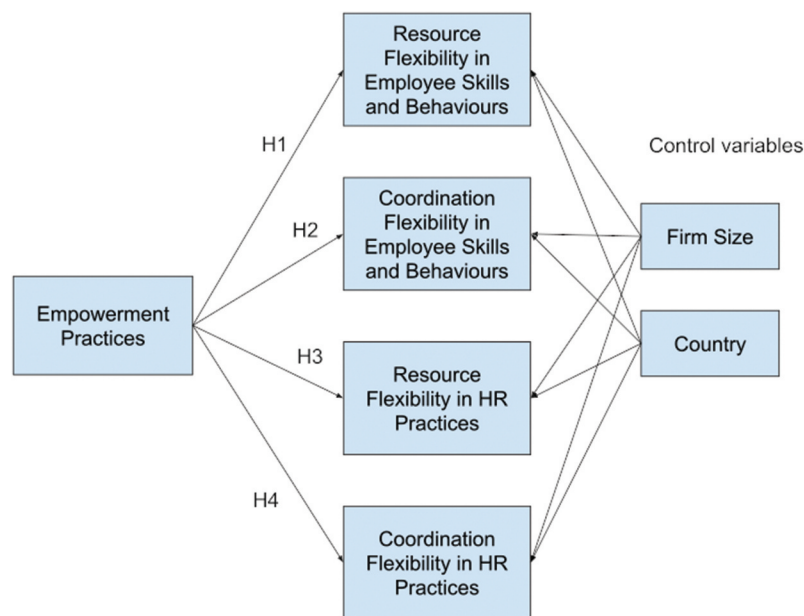 Resource
Flexibility in
Employee Skills
and Behaviours
H1
Control variables
Coordination
Flexibility in
Employee Skills
and Behaviours
H2
Firm Size
Empowerment
Practices
Country
H3
Resource
Flexibility in HR
Practices
H4
Coordination
Flexibility in HR
Practices